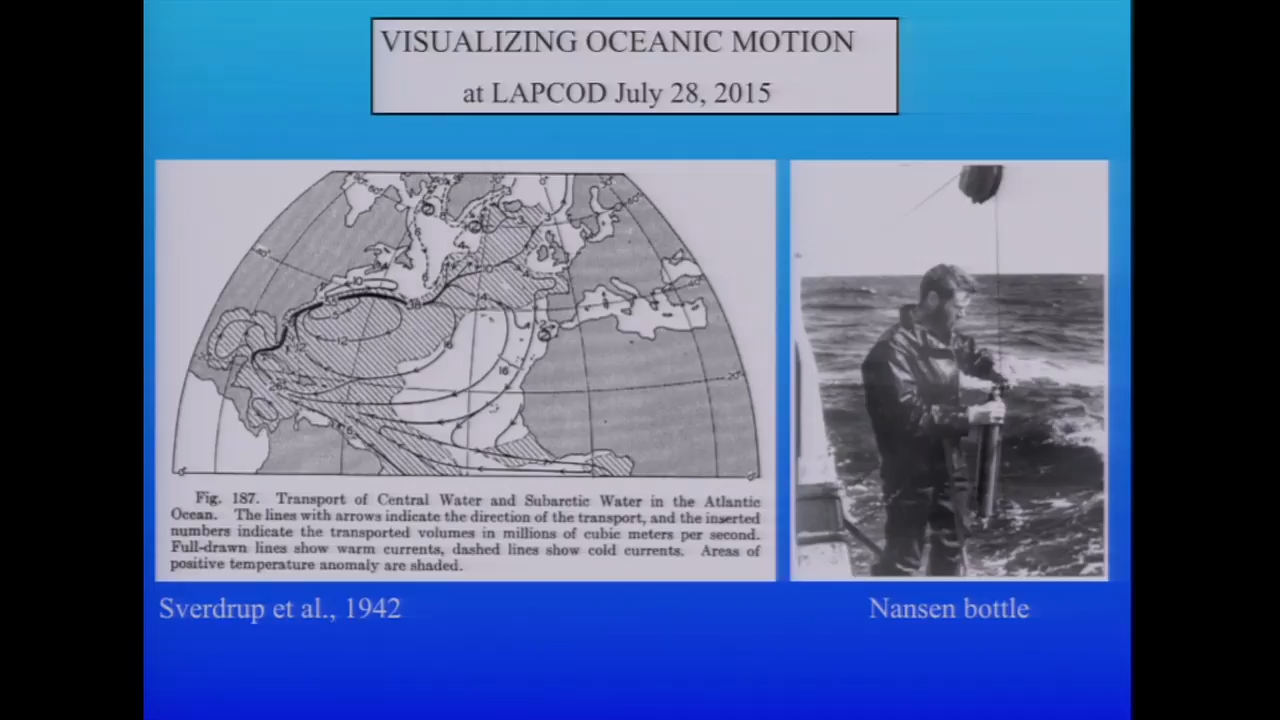 VISUALIZING OCEANIC MOTION
at LAPCOD July 28, 2015
Fig. 187. Transport of Central Water and Subarctic Water in the Atlantic
Ocean. The lines with arrows indicate the direction of the transport, and the inserted
numbers indicate the transported volumes in millions of cubic meters per second.
Full-drawn lines show warm currents, dashed lines show cold currents. Areas of
positive temperature anomaly are shaded.
Sverdrup et al., 1942
Nansen bottle